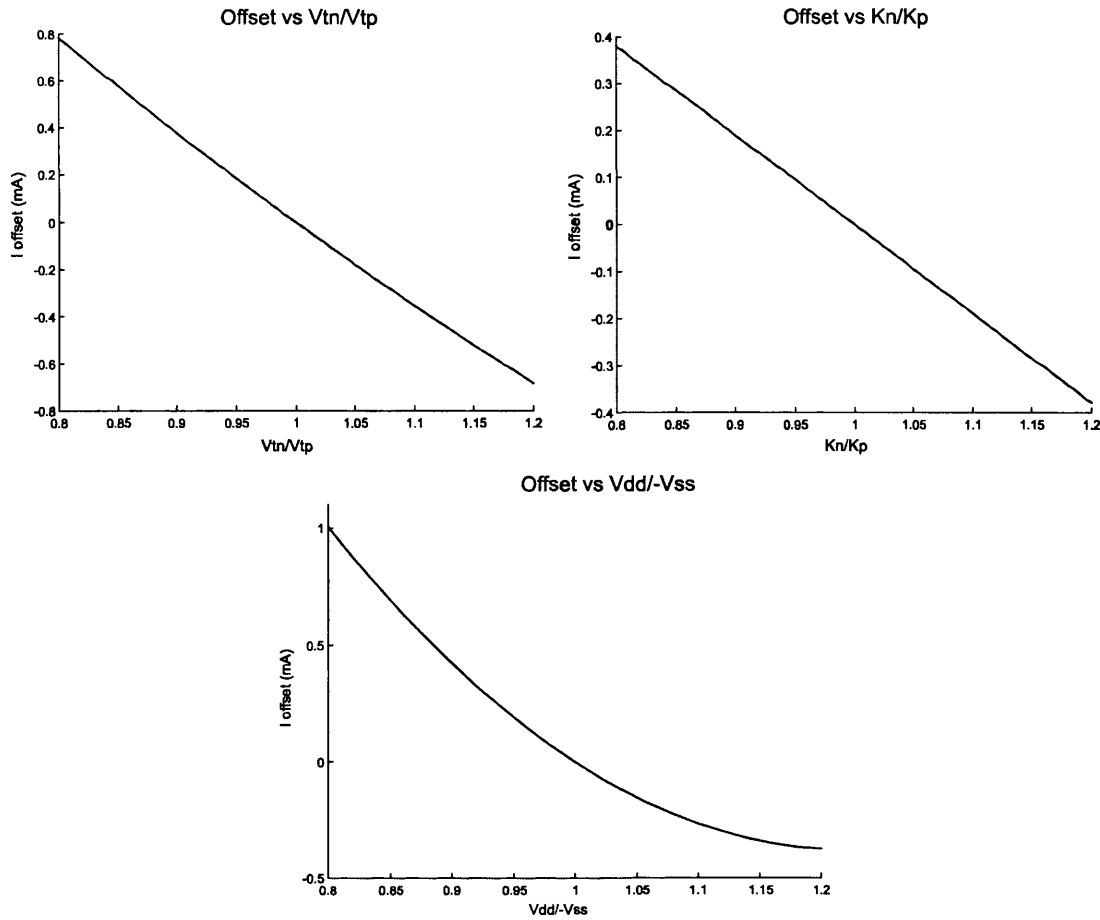 Offset vs Vtn/Vtp
0.8
0.6
0.4
0.2
0
-0.2
-0.4
-0.6
-0.8
I offset (mA)
0.8 0.85 0.9 0.95 1 1.05 1.1 1.15 1.2
Vtn/Vtp
Offset vs Kn/Kp
0.4
0.3
0.2
0.1
0
-0.1
-0.2
-0.3
-0.4
I offset (mA)
0.8 0.85 0.9 0.95 1 1.05 1.1 1.15 1.2
Kn/Kp
Offset vs Vdd/-Vss
1
0.5
0
-0.5
I offset (mA)
0.8 0.85 0.9 0.95 1 1.05 1.1 1.15 1.2
Vdd/-Vss